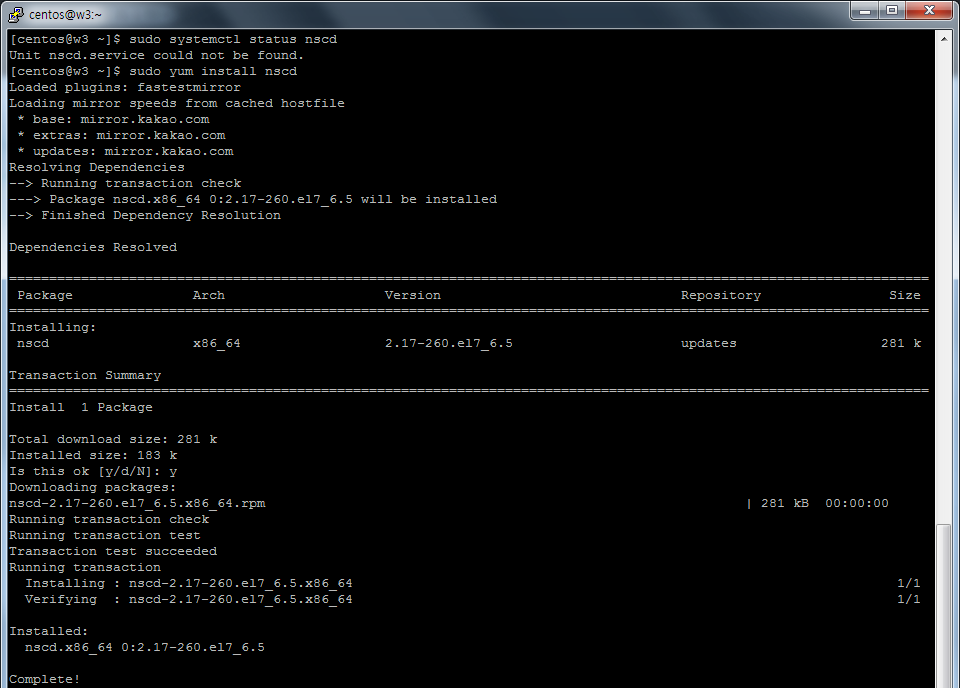 centos@w3:~
[centos@w3 ~]$ sudo systemctl status nscd
Unit nscd.service could not be found.
[centos@w3 ~]$ sudo yum install nscd
Loaded plugins: fastestmirror
Loading mirror speeds from cached hostfile
 * base: mirror.kakao.com
 * extras: mirror.kakao.com
 * updates: mirror.kakao.com
Resolving Dependencies
--> Running transaction check
---> Package nscd.x86_64 0:2.17-260.el7_6.5 will be installed
--> Finished Dependency Resolution

Dependencies Resolved

===================================================================================================================
 Package               Arch                    Version                              Repository                Size
===================================================================================================================
Installing:
 nscd                  x86_64                  2.17-260.el7_6.5                     updates                  281 k

Transaction Summary
===================================================================================================================
Install  1 Package

Total download size: 281 k
Installed size: 183 k
Is this ok [y/d/N]: y
Downloading packages:
nscd-2.17-260.el7_6.5.x86_64.rpm                                                            | 281 kB  00:00:00
Running transaction check
Running transaction test
Transaction test succeeded
Running transaction
  Installing : nscd-2.17-260.el7_6.5.x86_64                                                                    1/1
  Verifying  : nscd-2.17-260.el7_6.5.x86_64                                                                    1/1

Installed:
  nscd.x86_64 0:2.17-260.el7_6.5

Complete!